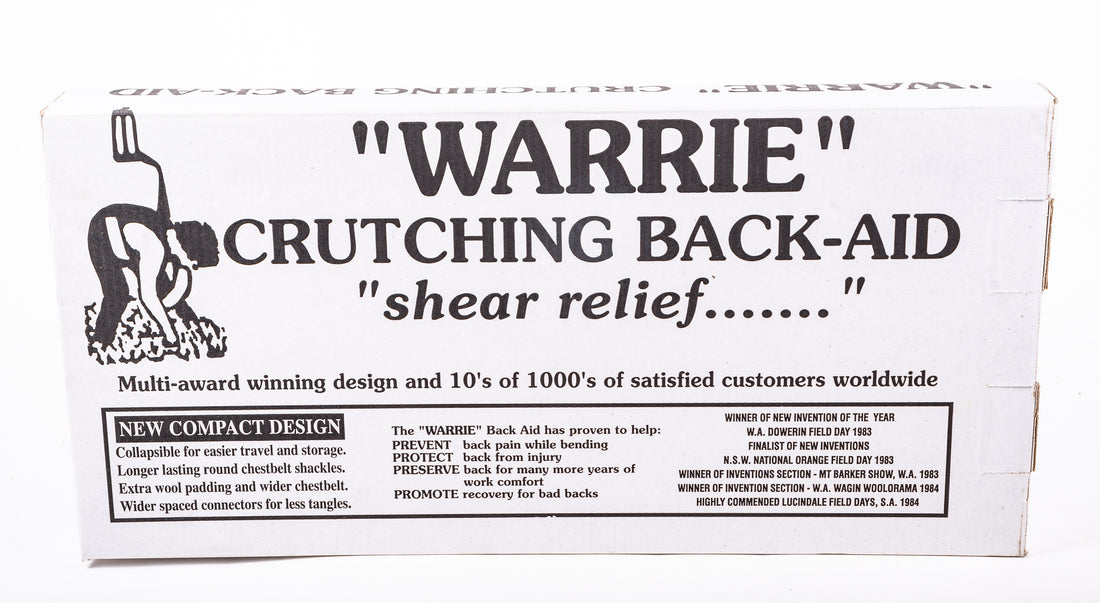 "WARRIE" CRUTCHING BACK-AID
"WARRIE"
CRUTCHING BACK-AID
"shear relief......."
Multi-award winning design and 10's of 1000's of satisfied customers worldwide
NEW COMPACT DESIGN
Collapsible for easier travel and storage.
Longer lasting round chestbelt shackles.
Extra wool padding and wider chestbelt.
Wider spaced connectors for less tangles.
The "WARRIE" Back Aid has proven to help:
PREVENT back pain while bending
PROTECT back from injury
PRESERVE back for many more years of
work comfort
PROMOTE recovery for bad backs
WINNER OF NEW INVENTION OF THE YEAR
W.A. DOWERIN FIELD DAY 1983
FINALIST OF NEW INVENTIONS
N.S.W. NATIONAL ORANGE FIELD DAY 1983
WINNER OF INVENTIONS SECTION - MT BARKER SHOW, W.A. 1983
WINNER OF INVENTION SECTION - W.A. WAGIN WOOLORAMA 1984
HIGHLY COMMENDED LUCINDALE FIELD DAYS, S.A. 1984